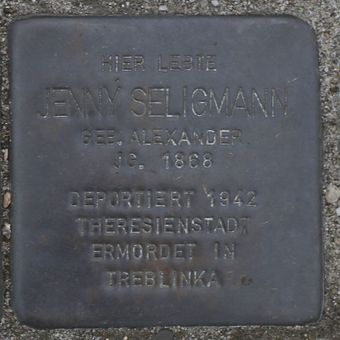 HIER LEBTE
JENNY SELIGMANN
GEB. ALEXANDER
JG. 1868
DEPORTIERT 1942
THERESIENSTADT
ERMORDET IN
TREBLINKA